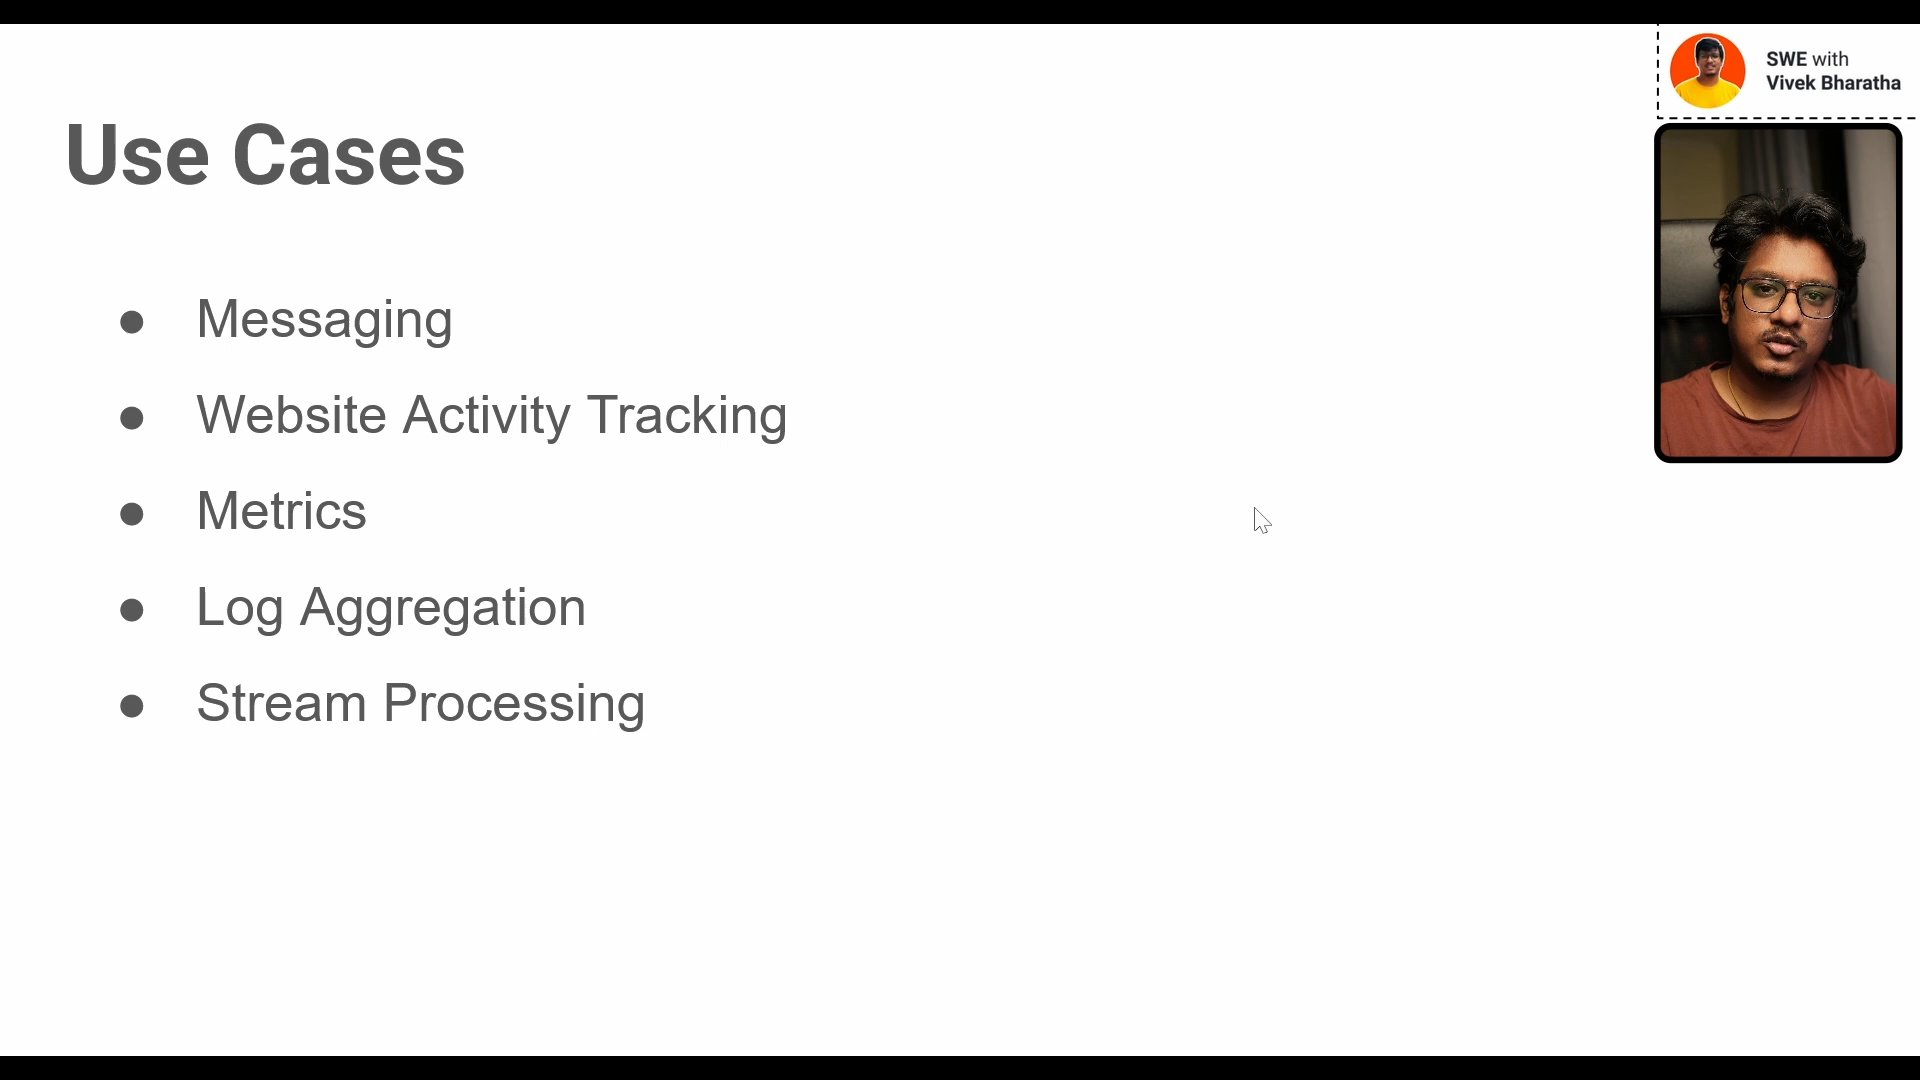 SWE with
Vivek Bharatha
Use Cases
● Messaging
● Website Activity Tracking
● Metrics
● Log Aggregation
● Stream Processing